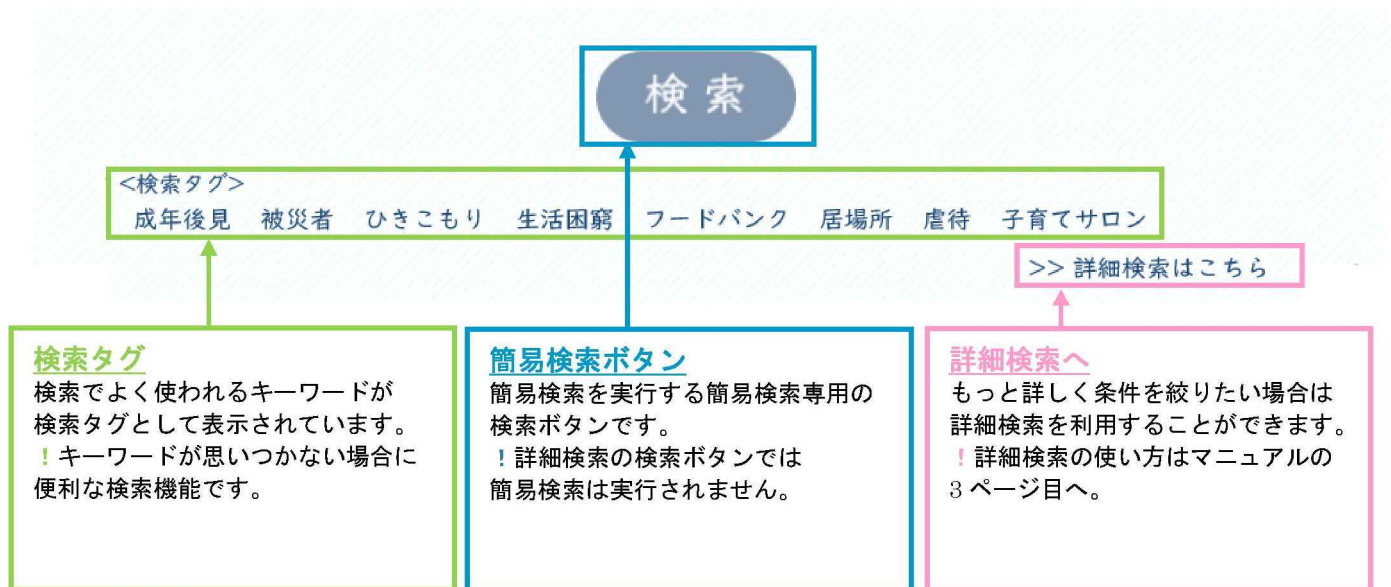 検索
<検索タグ>
成年後見 被災者 ひきこもり 生活困窮 フードバンク 居場所 虐待 子育てサロン
>> 詳細検索はこちら
検索タグ
検索でよく使われるキーワードが
検索タグとして表示されています。
！キーワードが思いつかない場合に
便利な検索機能です。
簡易検索ボタン
簡易検索を実行する簡易検索専用の
検索ボタンです。
！詳細検索の検索ボタンでは
簡易検索は実行されません。
詳細検索へ
もっと詳しく条件を絞りたい場合は
詳細検索を利用することができます。
！詳細検索の使い方はマニュアルの
3 ページ目へ。